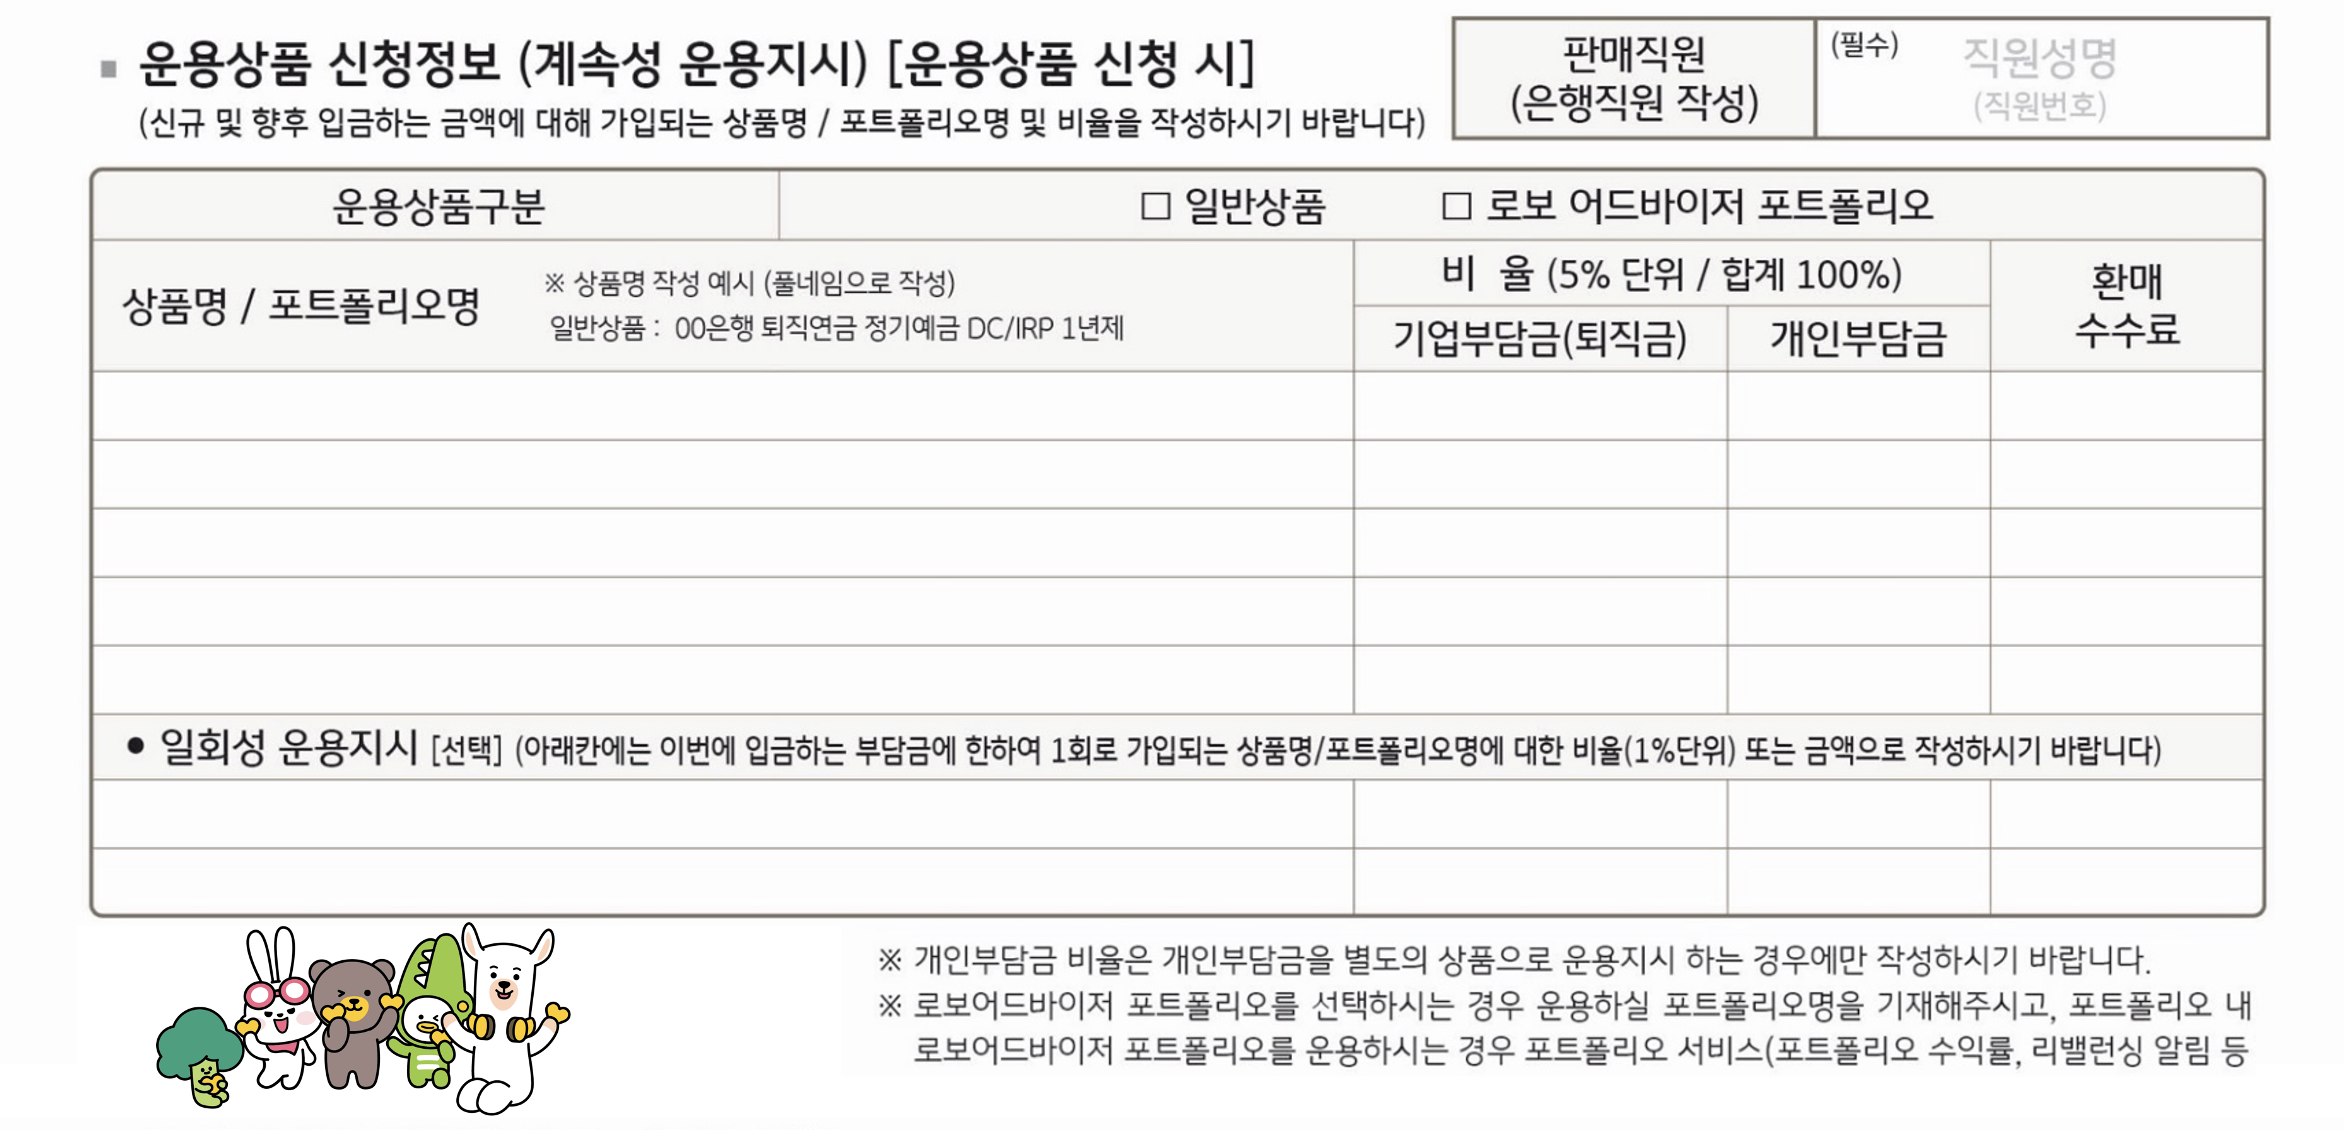 ▪ 운용상품 신청정보 (계속성 운용지시) [운용상품 신청 시]
(신규 및 향후 입금하는 금액에 대해 가입되는 상품명 / 포트폴리오명 및 비율을 작성하시기 바랍니다)
판매직원
(은행직원 작성)
(필수) 직원성명
(직원번호)
운용상품구분 □ 일반상품 □ 로보 어드바이저 포트폴리오
상품명 / 포트폴리오명
※ 상품명 작성 예시 (풀네임으로 작성)
일반상품 : 00은행 퇴직연금 정기예금 DC/IRP 1년제
비 율 (5% 단위 / 합계 100%)
기업부담금(퇴직금) 개인부담금
환매
수수료
● 일회성 운용지시 [선택] (아래칸에는 이번에 입금하는 부담금에 한하여 1회로 가입되는 상품명/포트폴리오명에 대한 비율(1%단위) 또는 금액으로 작성하시기 바랍니다)
※ 개인부담금 비율은 개인부담금을 별도의 상품으로 운용지시 하는 경우에만 작성하시기 바랍니다.
※ 로보어드바이저 포트폴리오를 선택하시는 경우 운용하실 포트폴리오명을 기재해주시고, 포트폴리오 내
로보어드바이저 포트폴리오를 운용하시는 경우 포트폴리오 서비스(포트폴리오 수익률, 리밸런싱 알림 등